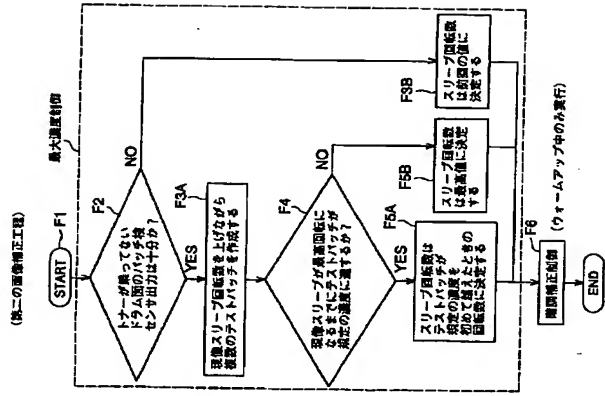 (第二の画像補正工程)
最大濃度制御
START
F1
F2
トナーが乗ってない
ドラム面のパッチ検
センサ出力は十分か?
NO
YES
F3A
現像スリーブ回転数を上げながら
複数のテストパッチを作成する
F3B
スリーブ回転数
は前回の値に
決定する
F4
現像スリーブが最高回転に
なるまでにテストパッチが
規定の濃度に達するか?
NO
YES
F5A
スリーブ回転数は
テストパッチが
規定の濃度を
初めて越えたときの
回転数に決定する
F5B
スリーブ回転数
は最高値に決定
する
F6
階調補正制御
(ウォームアップ中のみ実行)
END